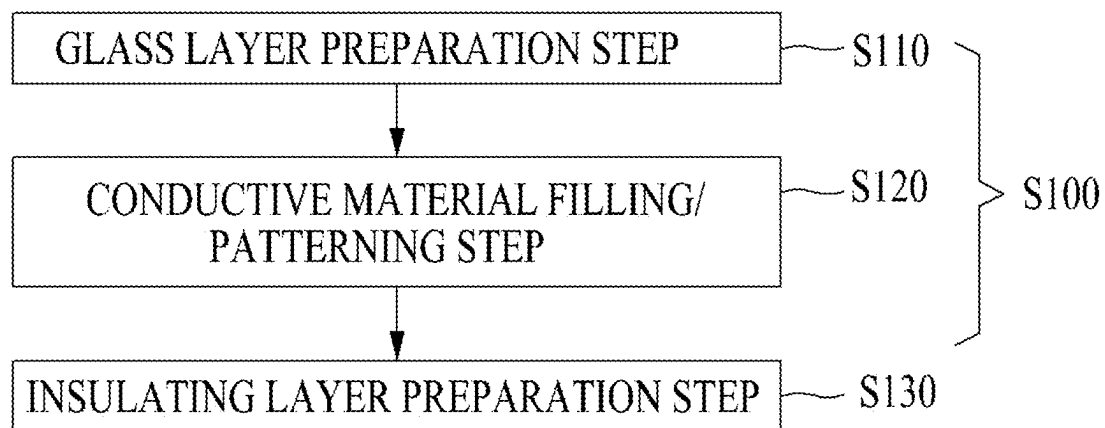 GLASS LAYER PREPARATION STEP
S110
CONDUCTIVE MATERIAL FILLING/
PATTERNING STEP
S120
S100
INSULATING LAYER PREPARATION STEP
S130